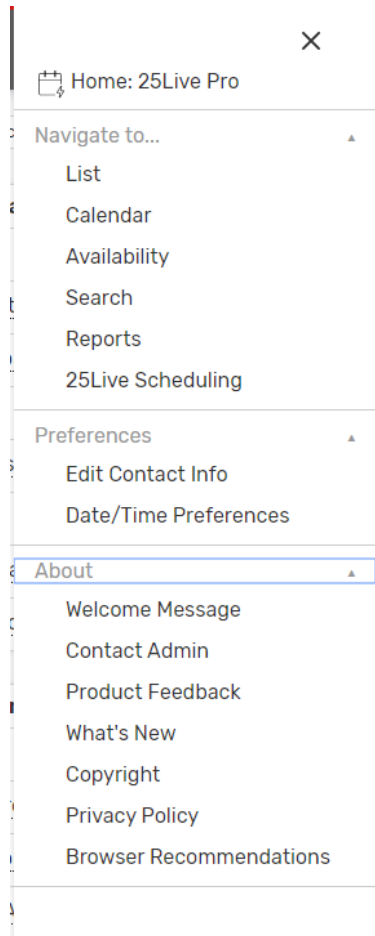 Home: 25Live Pro
Navigate to...
List
Calendar
Availability
Search
Reports
25Live Scheduling
Preferences
Edit Contact Info
Date/Time Preferences
About
Welcome Message
Contact Admin
Product Feedback
What's New
Copyright
Privacy Policy
Browser Recommendations